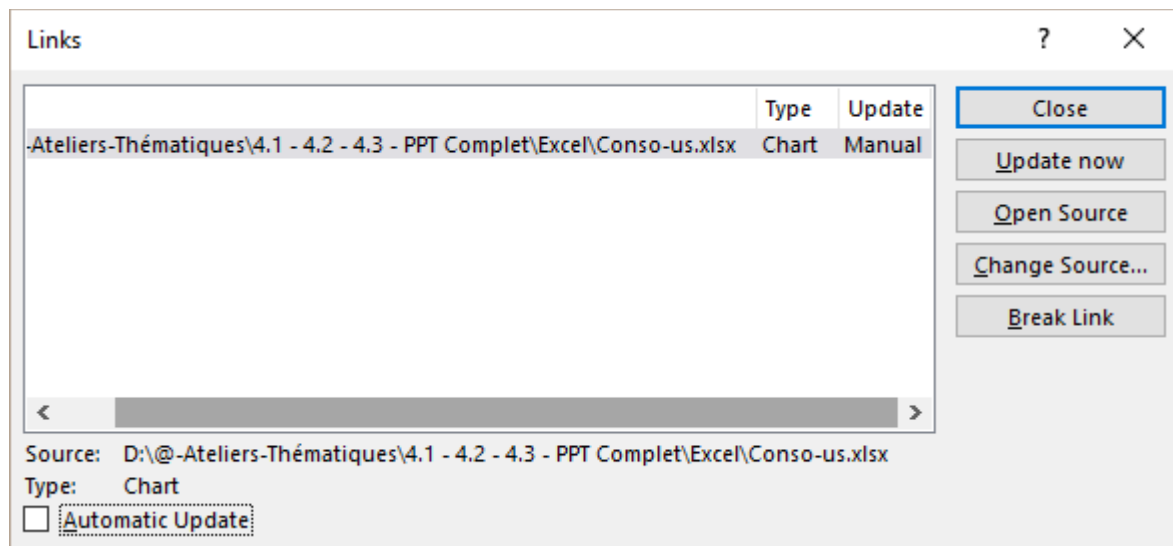 Links ? ×
Type Update
-Ateliers-Thématiques\4.1 - 4.2 - 4.3 - PPT Complet\Excel\Conso-us.xlsx Chart Manual
Close
Update now
Open Source
Change Source...
Break Link
Source: D:\@-Ateliers-Thématiques\4.1 - 4.2 - 4.3 - PPT Complet\Excel\Conso-us.xlsx
Type: Chart
Automatic Update